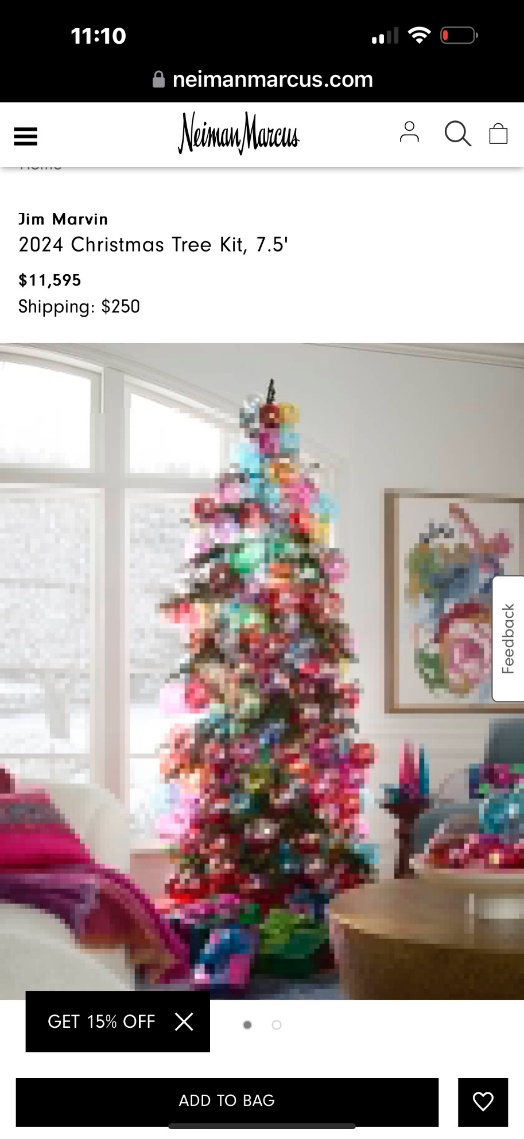 11:10
neimanmarcus.com
Neiman Marcus
Home
Jim Marvin
2024 Christmas Tree Kit, 7.5'
$11,595
Shipping: $250
Feedback
GET 15% OFF
ADD TO BAG